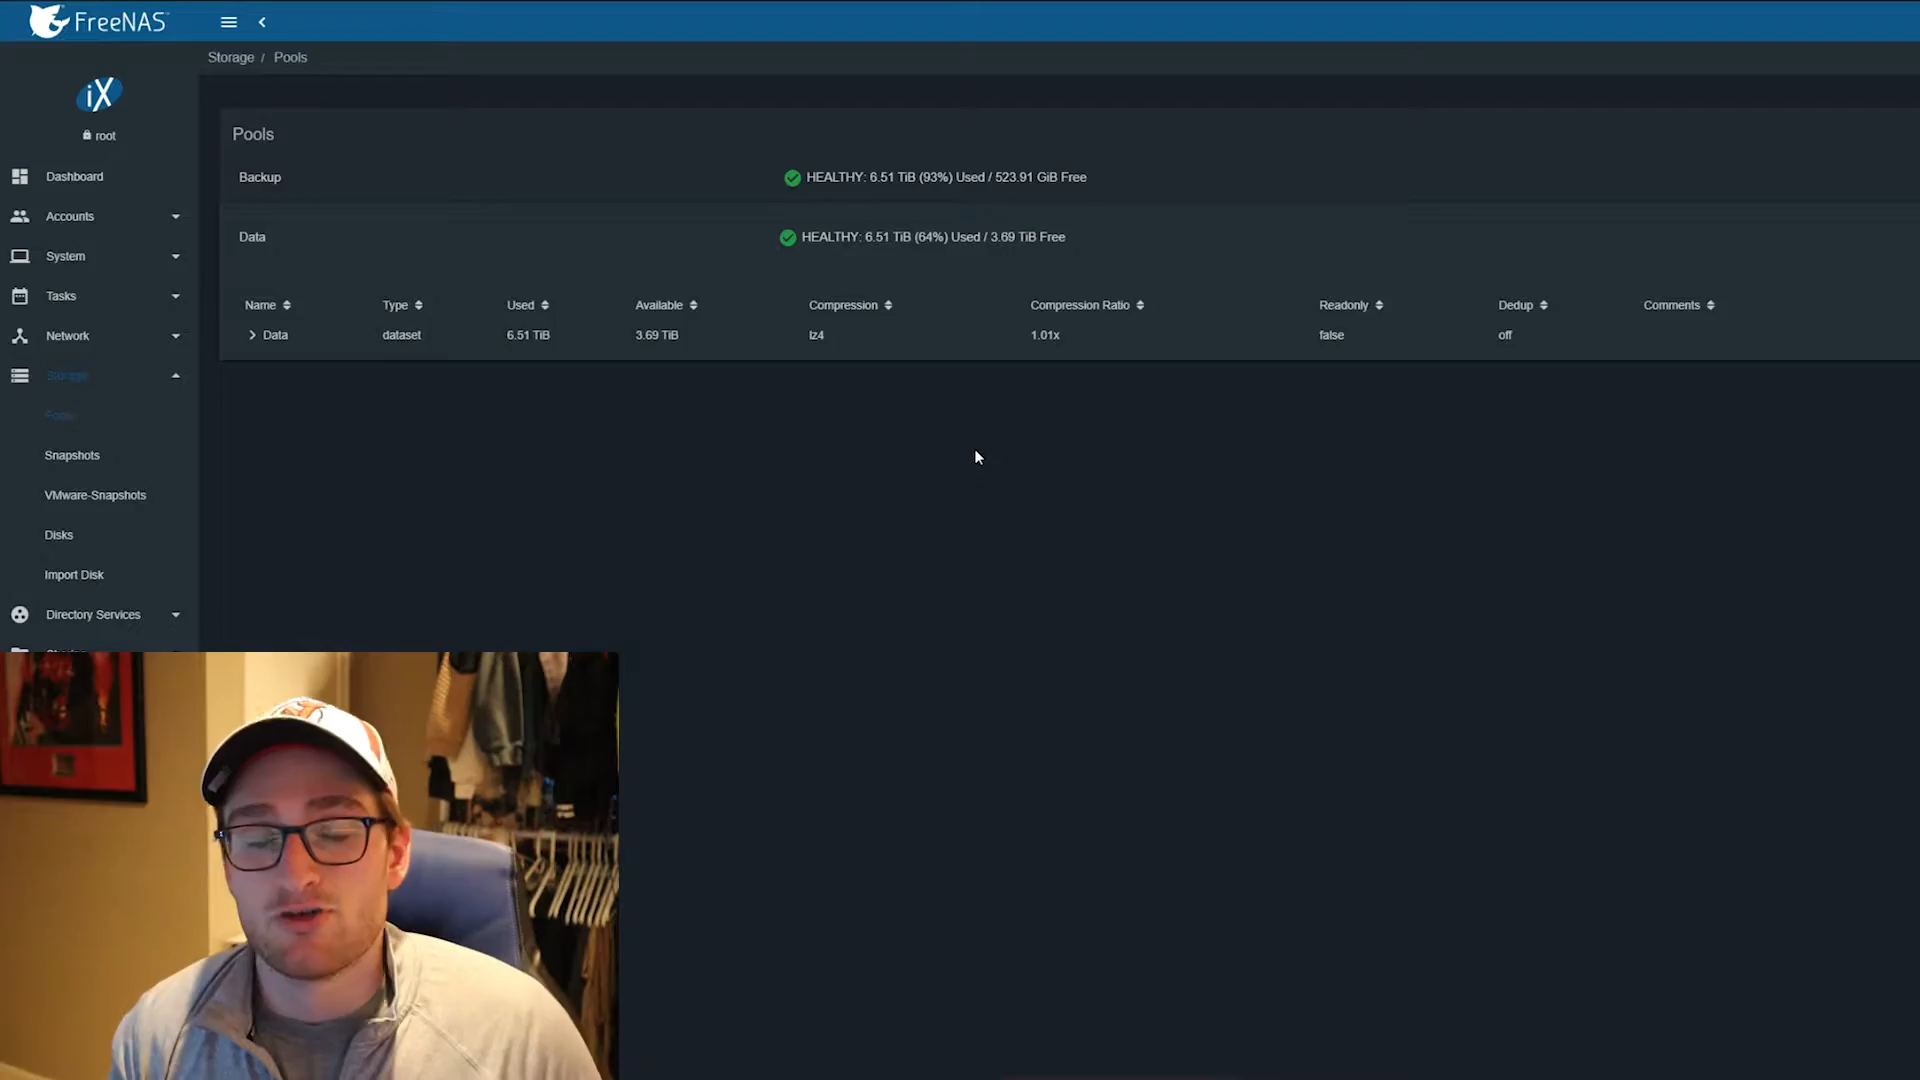 FreeNAS
Storage / Pools
iX
root
Dashboard
Accounts
System
Tasks
Network
Storage
Pools
Snapshots
VMware-Snapshots
Disks
Import Disk
Directory Services
Pools
Backup HEALTHY: 6.51 TiB (93%) Used / 523.91 GiB Free
Data HEALTHY: 6.51 TiB (64%) Used / 3.69 TiB Free
Name Type Used Available Compression Compression Ratio Readonly Dedup Comments
Data dataset 6.51 TiB 3.69 TiB lz4 1.01x false off